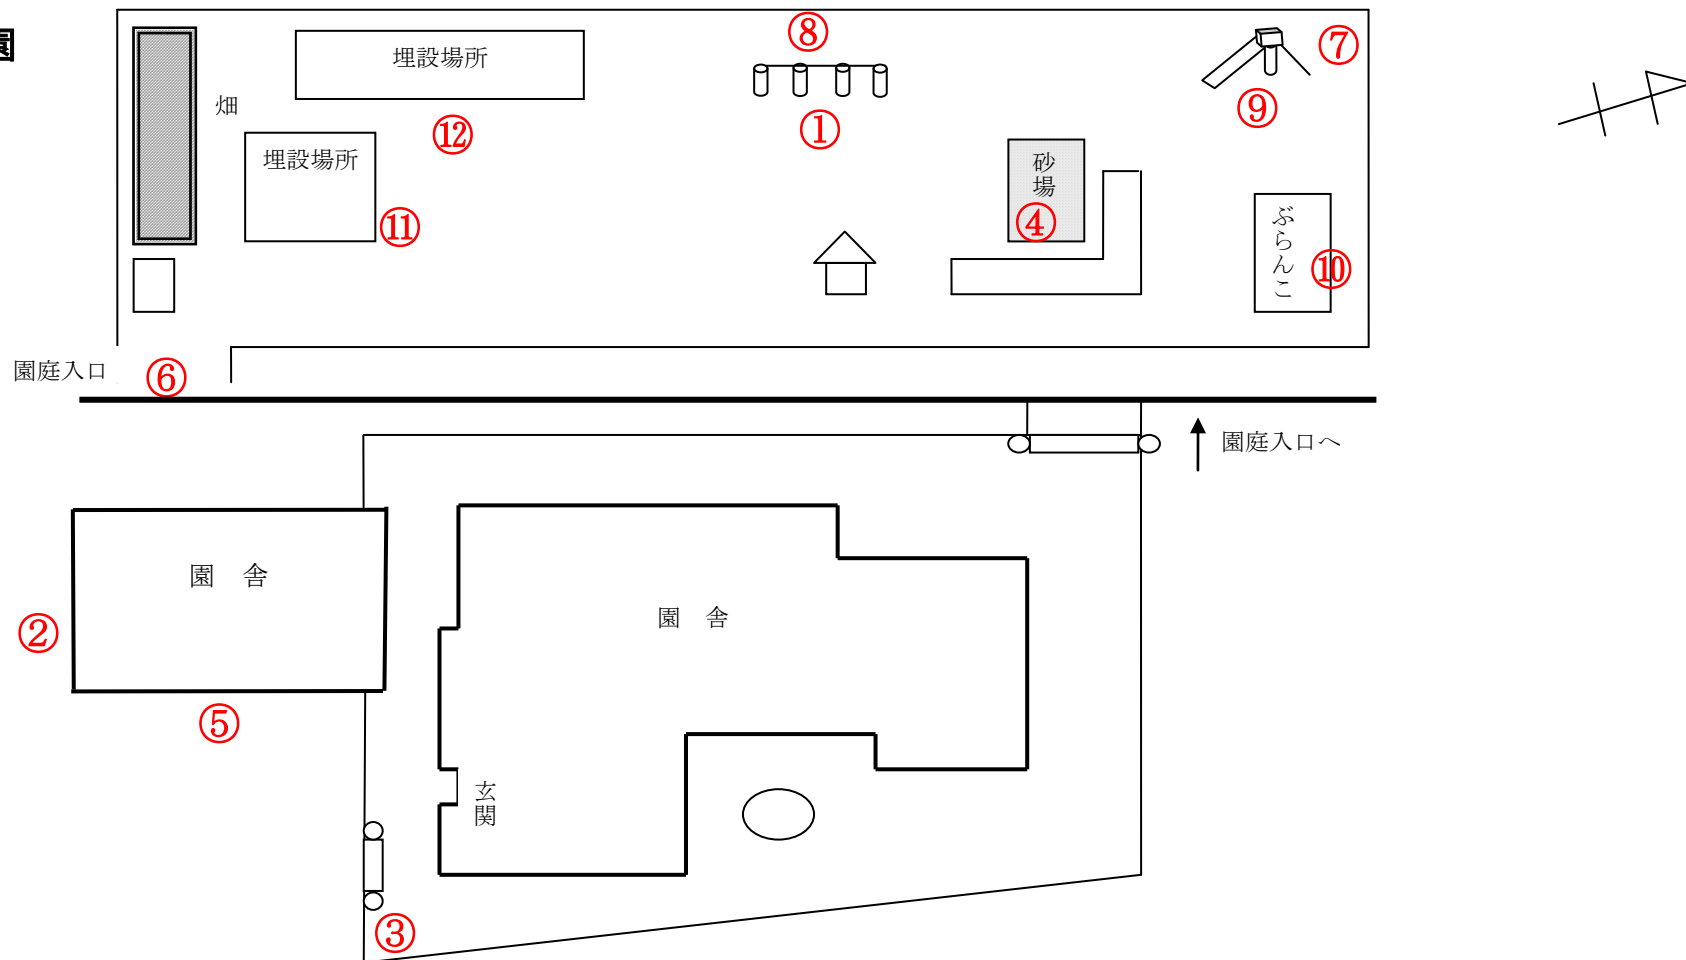 園
⑧
⑦
埋設場所
畑
⑨
⑫
①
埋設場所
砂場
④
⑪
ぶらんこ
⑩
園庭入口
⑥
園庭入口へ
園　舎
園　舎
②
⑤
玄関
③